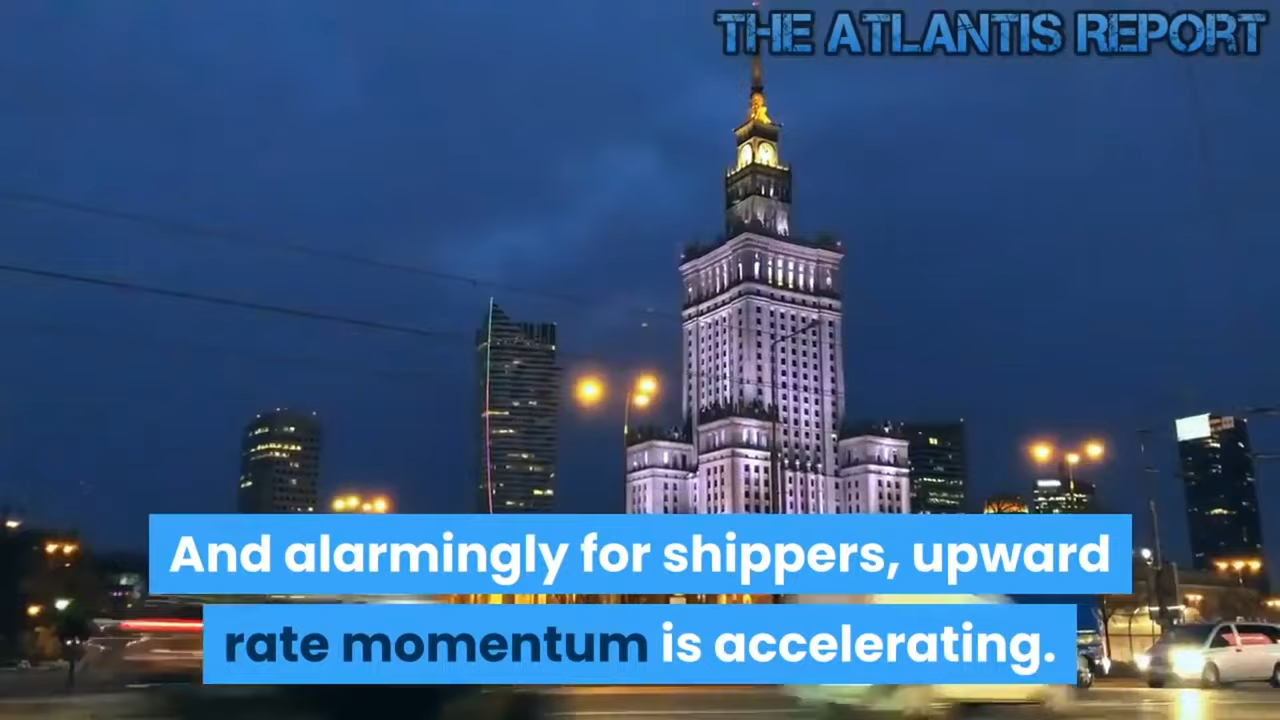 THE ATLANTIS REPORT
And alarmingly for shippers, upward
rate momentum is accelerating.